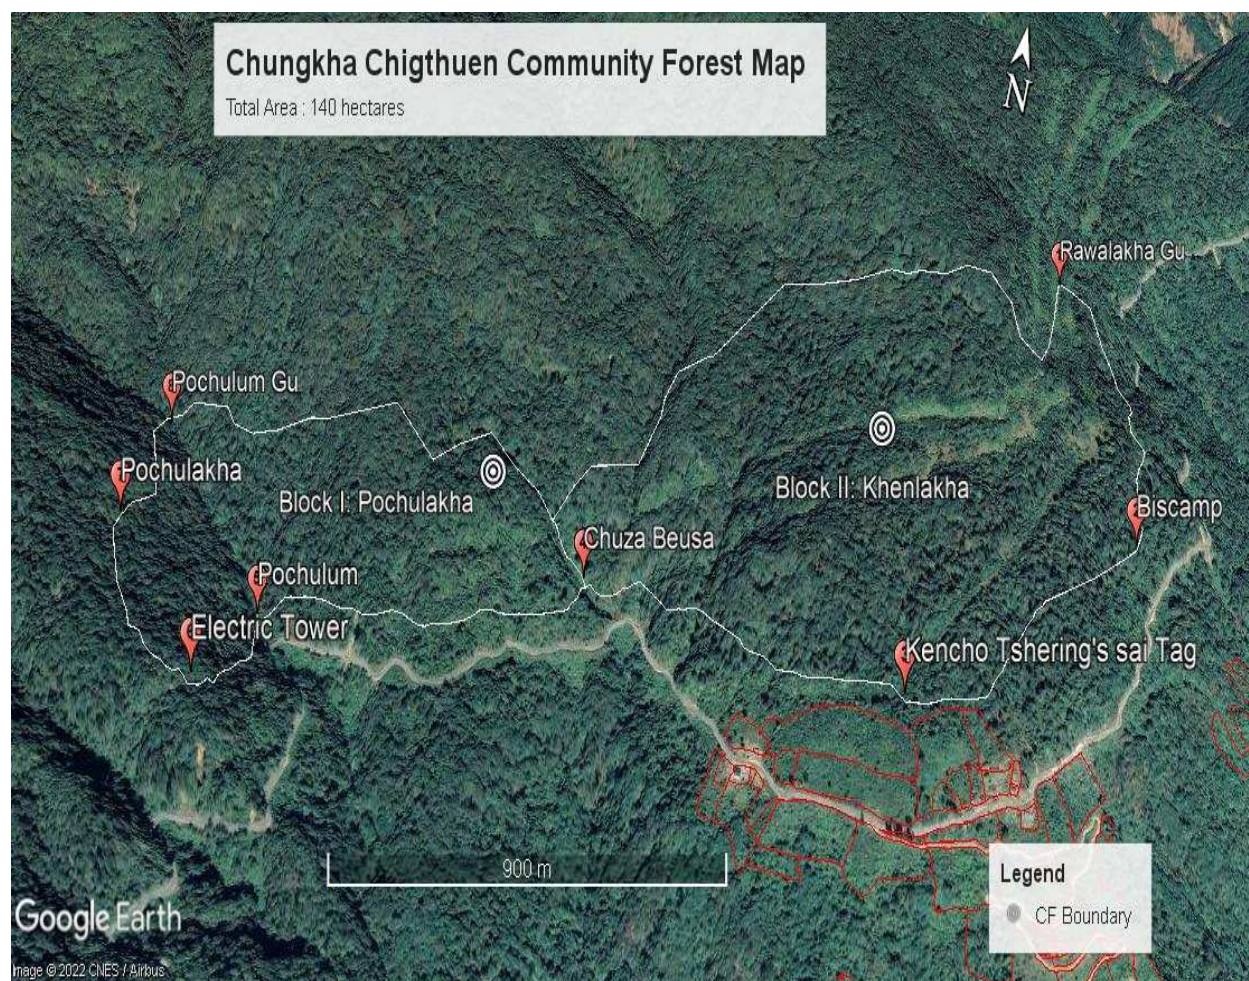 Chungkha Chigthuen Community Forest Map
Total Area : 140 hectares
N
Rawalakha Gu
Pochulum Gu
Pochulakha
Block I. Pochulakha
Block II. Khenlakha
Biscamp
Chuza Beusa
Pochulum
Electric Tower
Kencho Tshering's sai Tag
900 m
Legend
CF Boundary
Google Earth
mage © 2022 CNES / Airbus